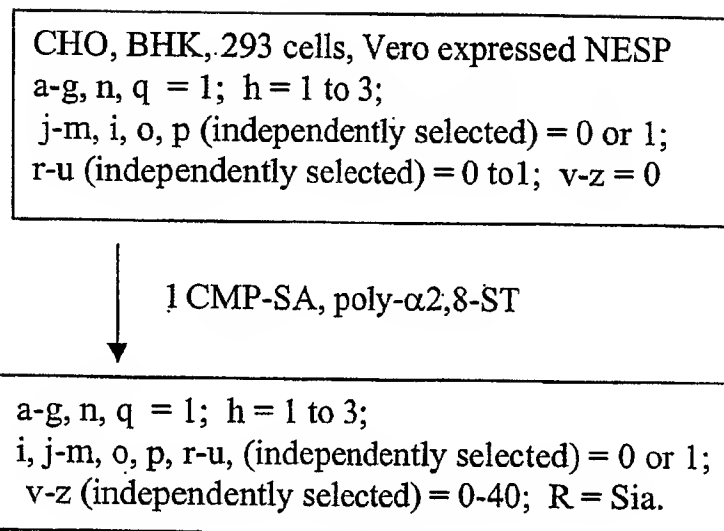 CHO, BHK, 293 cells, Vero expressed NESP
a-g, n, q = 1; h = 1 to 3;
j-m, i, o, p (independently selected) = 0 or 1;
r-u (independently selected) = 0 to1; v-z = 0
1 CMP-SA, poly-α2,8-ST
a-g, n, q = 1; h = 1 to 3;
i, j-m, o, p, r-u, (independently selected) = 0 or 1;
v-z (independently selected) = 0-40; R = Sia.